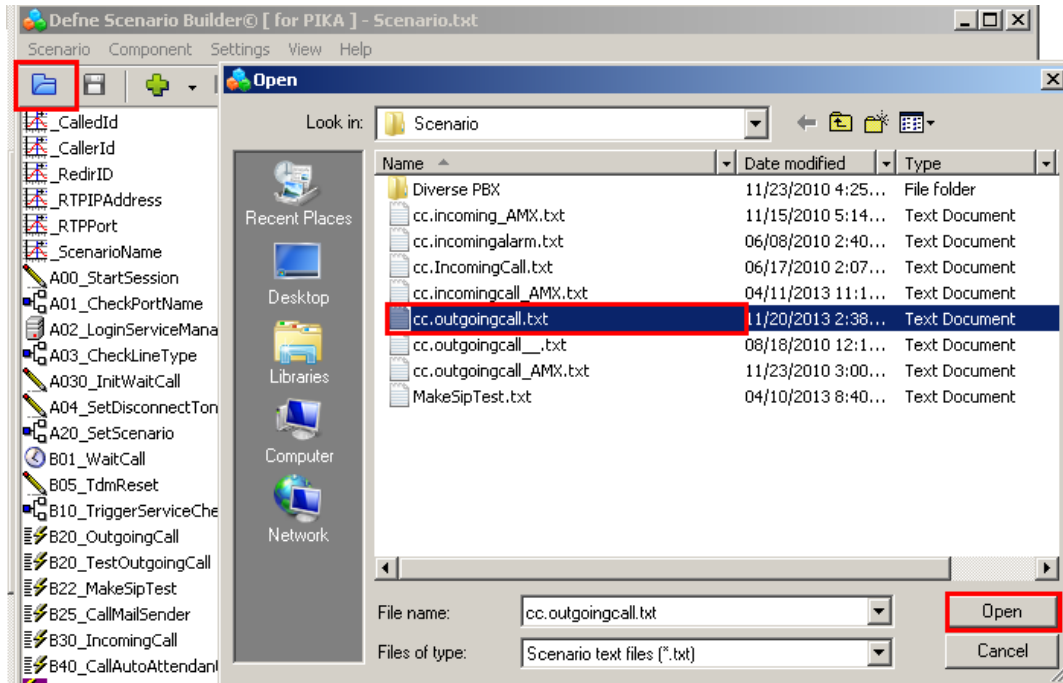 Defne Scenario Builder© [ for PIKA ] - Scenario.txt
Scenario Component Settings View Help
Open
_CalledId
_CallerId
_RedirID
_RTPIPAddress
_RTPPort
_ScenarioName
A00_StartSession
A01_CheckPortName
A02_LoginServiceMana
A03_CheckLineType
A030_InitWaitCall
A04_SetDisconnectTon
A20_SetScenario
B01_WaitCall
B05_TdmReset
B10_TriggerServiceChe
B20_OutgoingCall
B20_TestOutgoingCall
B22_MakeSipTest
B25_CallMailSender
B30_IncomingCall
B40_CallAutoAttendant
Look in: Scenario
Recent Places
Desktop
Libraries
Computer
Network
Name Date modified Type
Diverse PBX 11/23/2010 4:25... File folder
cc.incoming_AMX.txt 11/15/2010 5:14... Text Document
cc.incomingalarm.txt 06/08/2010 2:40... Text Document
cc.IncomingCall.txt 06/17/2010 2:07... Text Document
cc.incomingcall_AMX.txt 04/11/2013 11:1... Text Document
cc.outgoingcall.txt 11/20/2013 2:38... Text Document
cc.outgoingcall__.txt 08/18/2010 12:1... Text Document
cc.outgoingcall_AMX.txt 11/23/2010 3:00... Text Document
MakeSipTest.txt 04/10/2013 8:40... Text Document
File name: cc.outgoingcall.txt Open
Files of type: Scenario text files (*.txt) Cancel